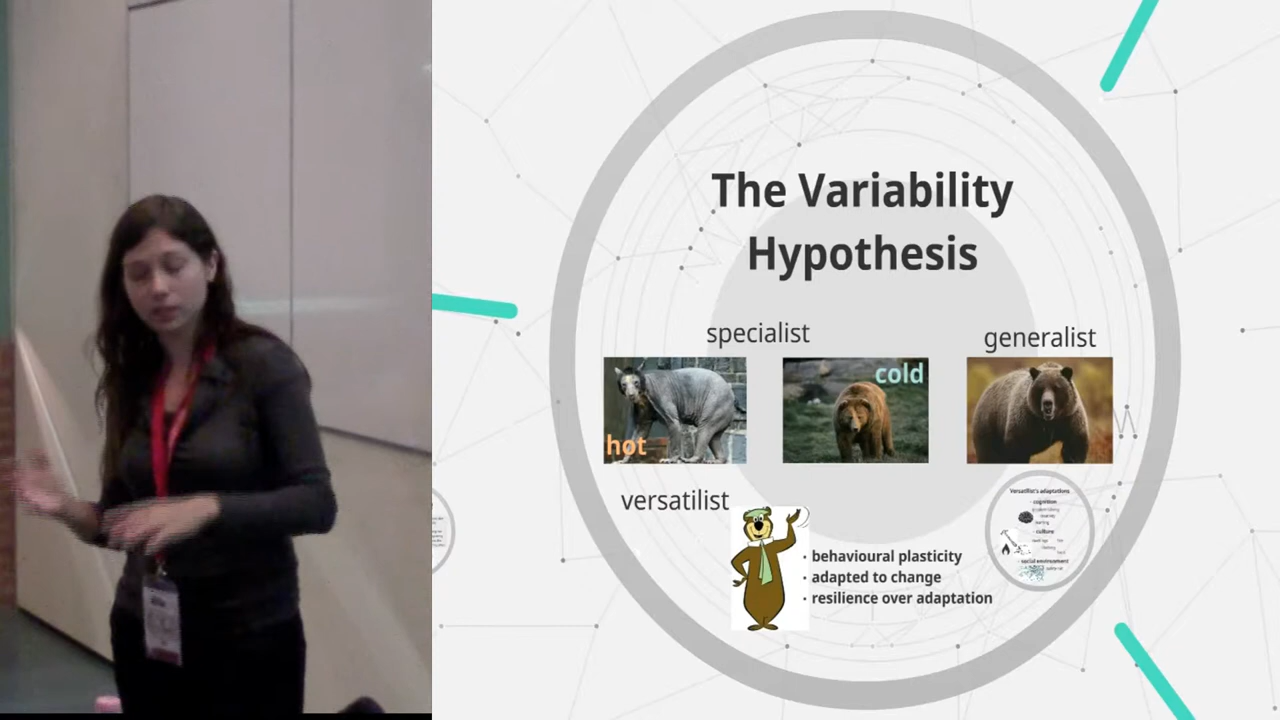 The Variability
Hypothesis
specialist
generalist
hot
cold
versatilist
· behavioural plasticity
· adapted to change
· resilience over adaptation
Versatilist's adaptations
· cognition
· culture
· social environment
W